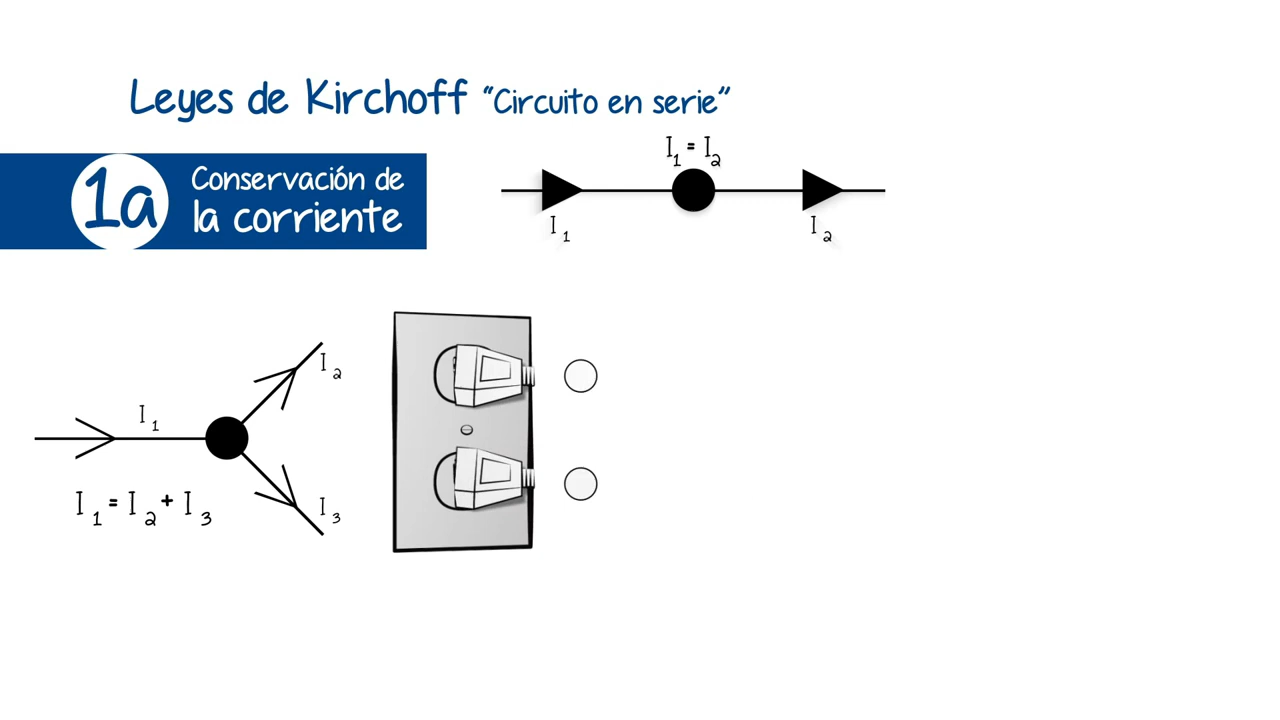 Leyes de Kirchoff “Circuito en serie”
1a
Conservación de
la corriente
I₁ = I₂
I₁
I₂
I₂
I₁
I₁ = I₂ + I₃
I₃